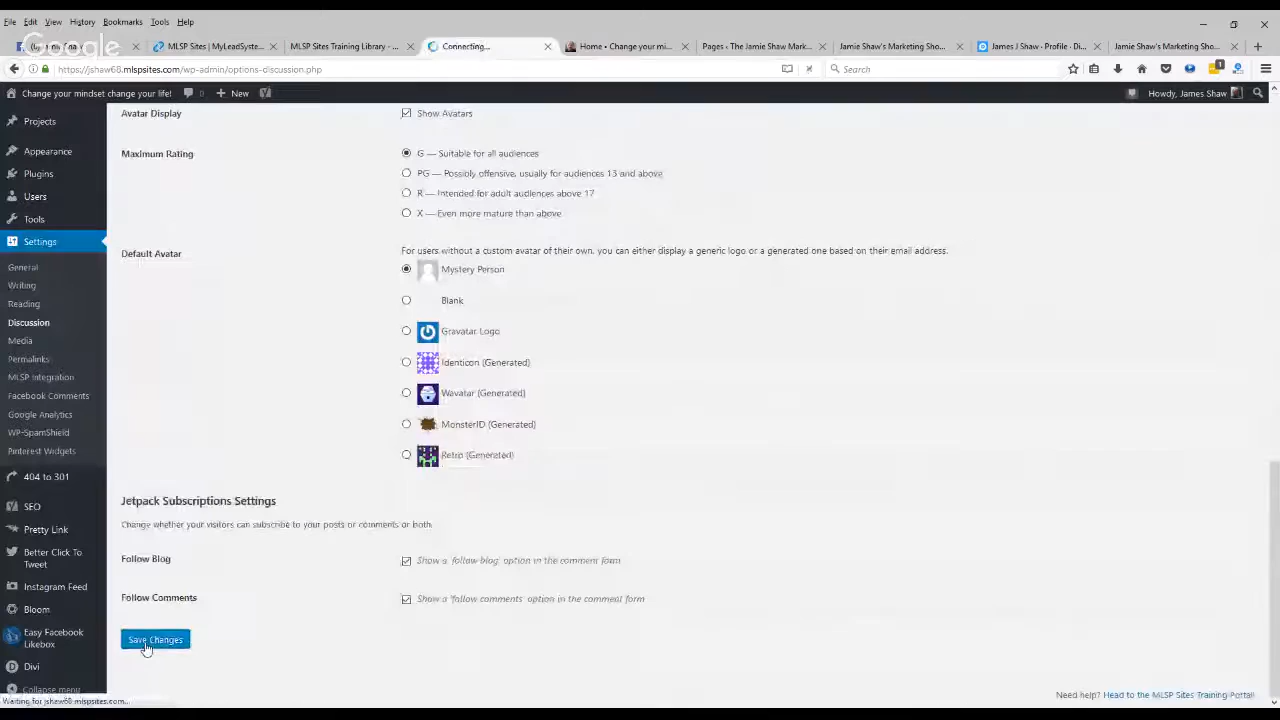 File Edit View History Bookmarks Tools Help
Google
MLSP Sites | MyLeadSyste...
MLSP Sites Training Library - ...
Connecting...
Home • Change your mi...
Pages ‹ The Jamie Shaw Mark...
Jamie Shaw's Marketing Sho...
James J Shaw - Profile - Di...
Jamie Shaw's Marketing Sho...
https://jshaw68.mlspsites.com/wp-admin/options-discussion.php
Search
1
Change your mindset change your life!
0
+ New
Howdy, James Shaw
Projects
Appearance
Plugins
Users
Tools
Settings
General
Writing
Reading
Discussion
Media
Permalinks
MLSP Integration
Facebook Comments
Google Analytics
WP-SpamShield
Pinterest Widgets
404 to 301
SEO
Pretty Link
Better Click To
Tweet
Instagram Feed
Bloom
Easy Facebook
Likebox
Divi
Collapse menu
Avatar Display
Show Avatars
Maximum Rating
G — Suitable for all audiences
PG — Possibly offensive, usually for audiences 13 and above
R — Intended for adult audiences above 17
X — Even more mature than above
Default Avatar
For users without a custom avatar of their own, you can either display a generic logo or a generated one based on their email address.
Mystery Person
Blank
Gravatar Logo
Identicon (Generated)
Wavatar (Generated)
MonsterID (Generated)
Retro (Generated)
Jetpack Subscriptions Settings
Change whether your visitors can subscribe to your posts or comments or both.
Follow Blog
Show a 'follow blog' option in the comment form
Follow Comments
Show a 'follow comments' option in the comment form
Save Changes
Need help? Head to the MLSP Sites Training Portal!
Waiting for jshaw68.mlspsites.com...